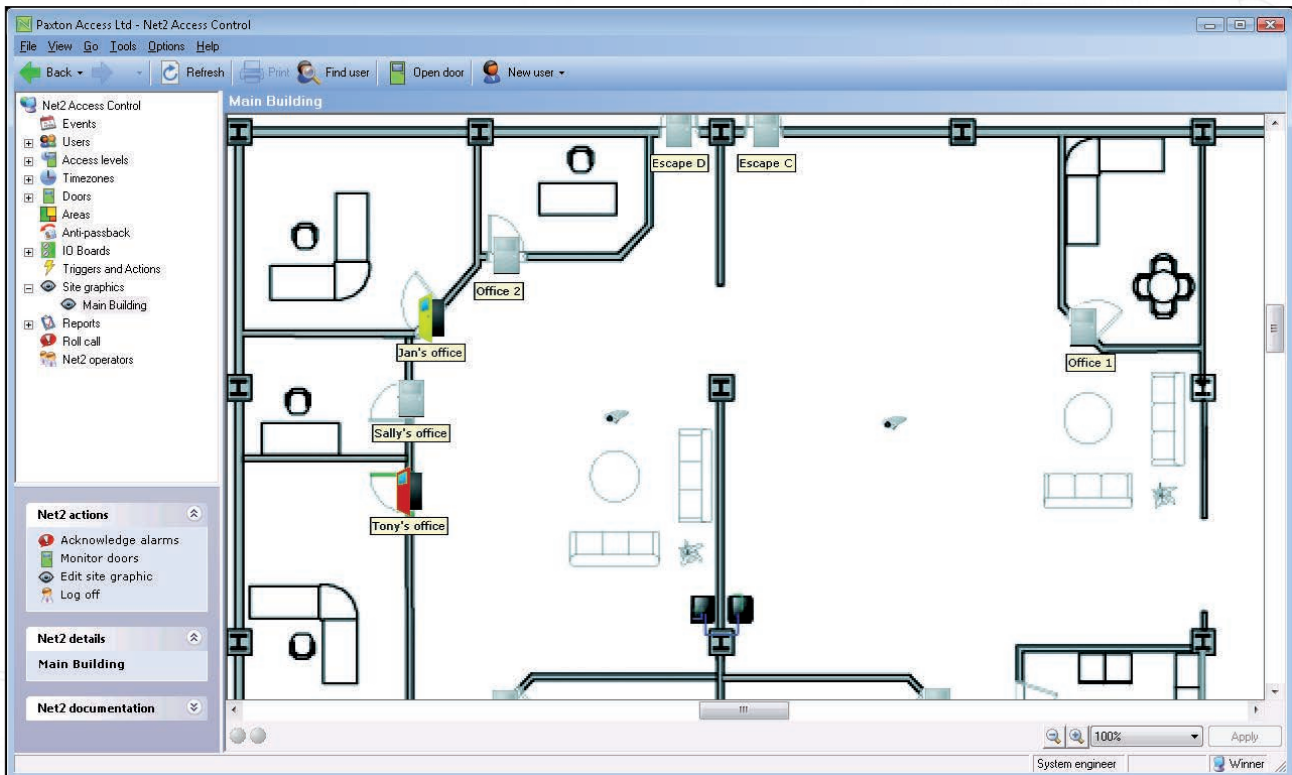 Paxton Access Ltd - Net2 Access Control
File View Go Tools Options Help
Back Refresh Print Find user Open door New user
Net2 Access Control
Events
Users
Access levels
Timezones
Doors
Areas
Anti-passback
IO Boards
Triggers and Actions
Site graphics
Main Building
Reports
Roll call
Net2 operators
Net2 actions
Acknowledge alarms
Monitor doors
Edit site graphic
Log off
Net2 details
Main Building
Net2 documentation
Main Building
Escape D Escape C
Office 2
Jan's office
Office 1
Sally's office
Tony's office
100% Apply
System engineer Winner